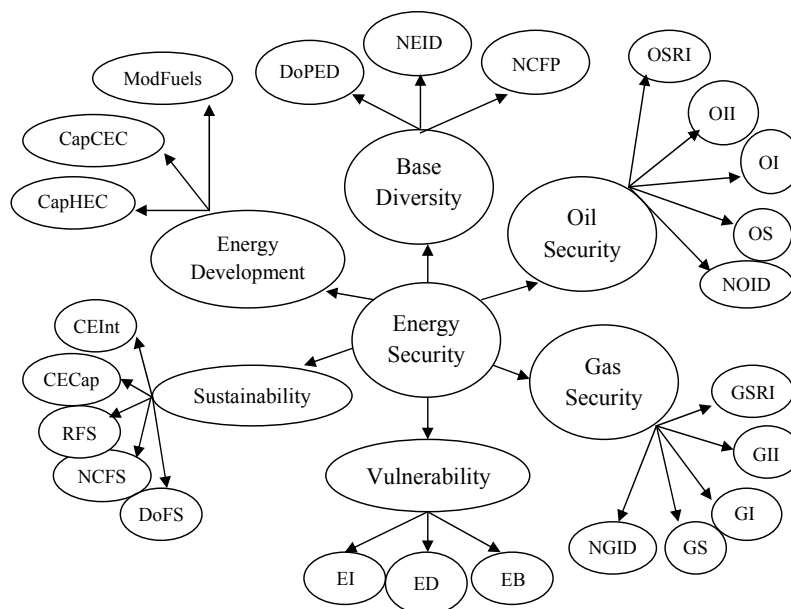 NEID
OSRI
DoPED
NCFP
ModFuels
OII
CapCEC
OI
Base
Diversity
CapHEC
Oil
Security
OS
Energy
Development
NOID
Energy
Security
CEInt
Gas
Security
CECap
Sustainability
GSRI
RFS
GII
NCFS
Vulnerability
DoFS
GI
NGID
GS
EI
ED
EB